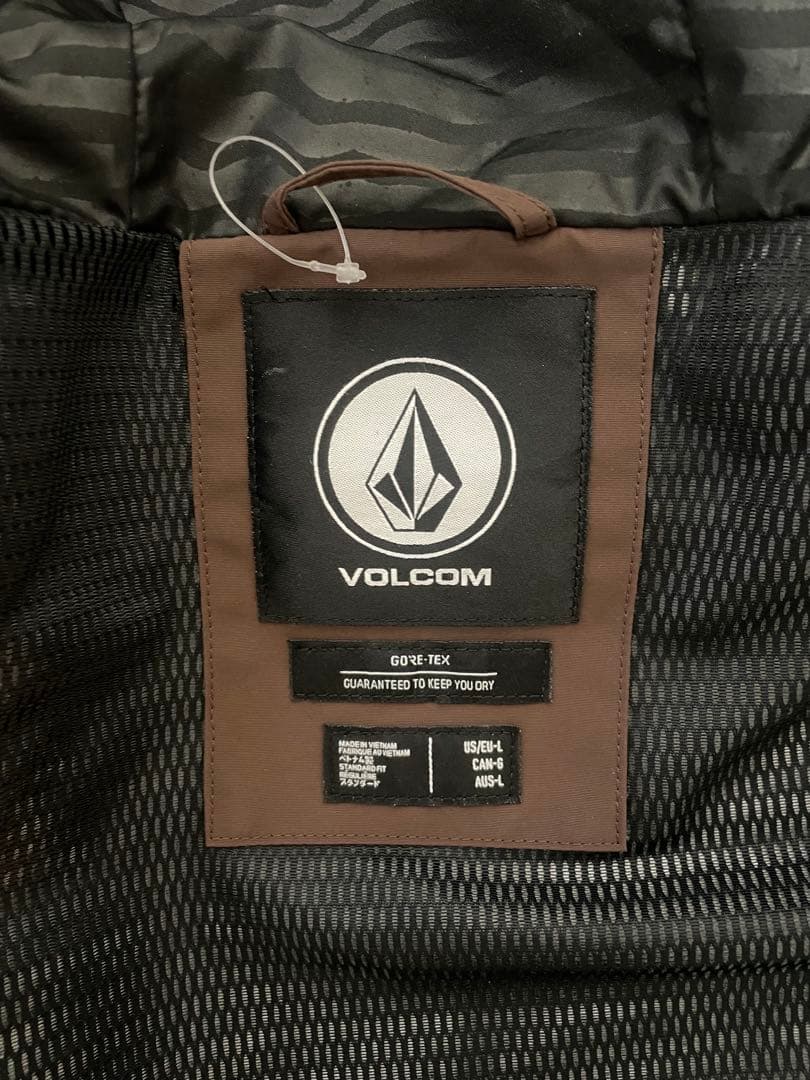 VOLCOM
GORE-TEX
GUARANTEED TO KEEP YOU DRY
MADE IN VIETNAM
FABRIQUE AU VIETNAM
ベトナム製
STANDARD FIT
RÉGULIÈRE
スタンダード
US/EU-L
CAN-G
AUS-L